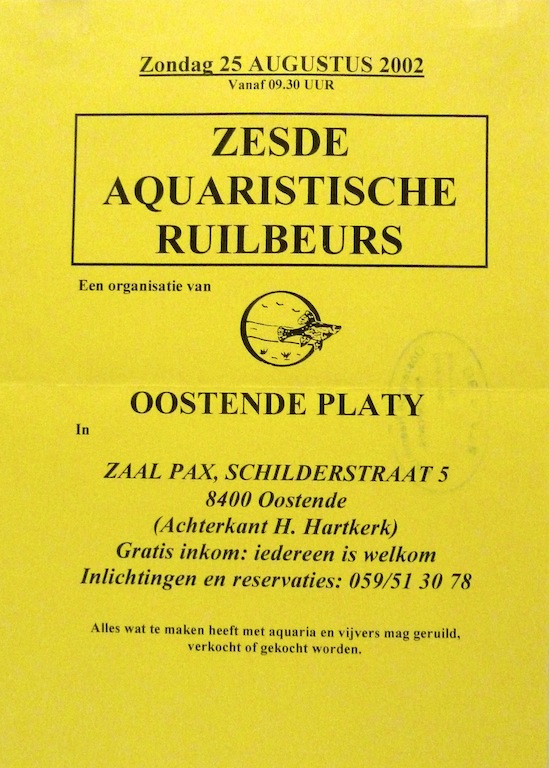 Zondag 25 AUGUSTUS 2002
Vanaf 09.30 UUR
ZESDE
AQUARISTISCHE
RUILBEURS
Een organisatie van
OOSTENDE PLATY
In
ZAAL PAX, SCHILDERSTRAAT 5
8400 Oostende
(Achterkant H. Hartkerk)
Gratis inkom: iedereen is welkom
Inlichtingen en reservaties: 059/51 30 78
Alles wat te maken heeft met aquaria en vijvers mag geruild,
verkocht of gekocht worden.